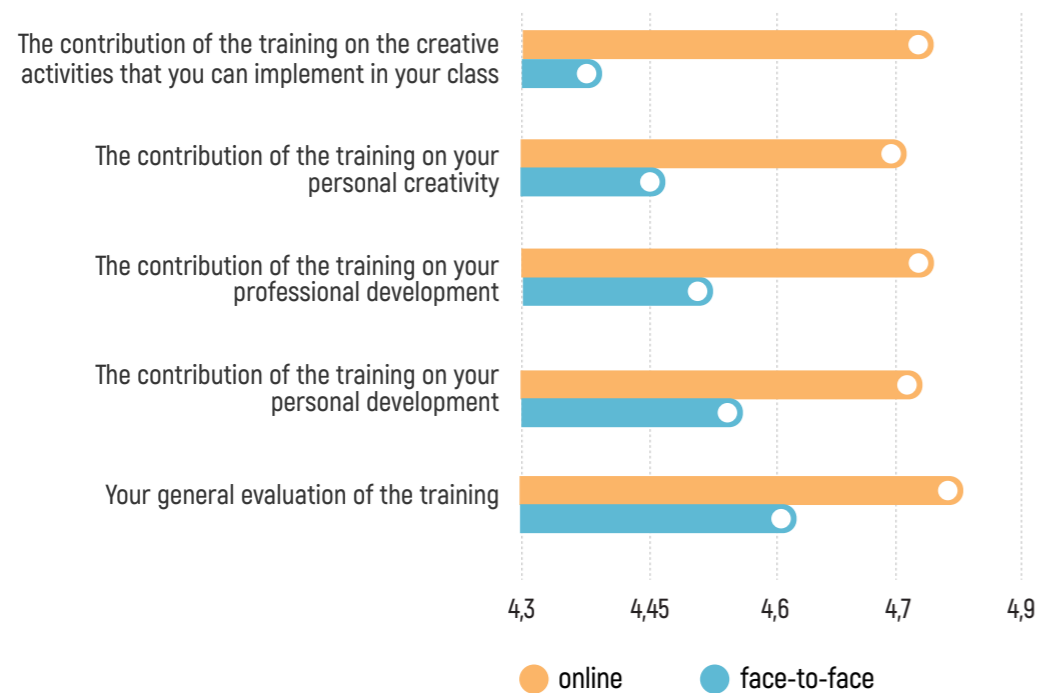 The contribution of the training on the creative
activities that you can implement in your class
The contribution of the training on your
personal creativity
The contribution of the training on your
professional development
The contribution of the training on your
personal development
Your general evaluation of the training
4,3 4,45 4,6 4,7 4,9
online face-to-face